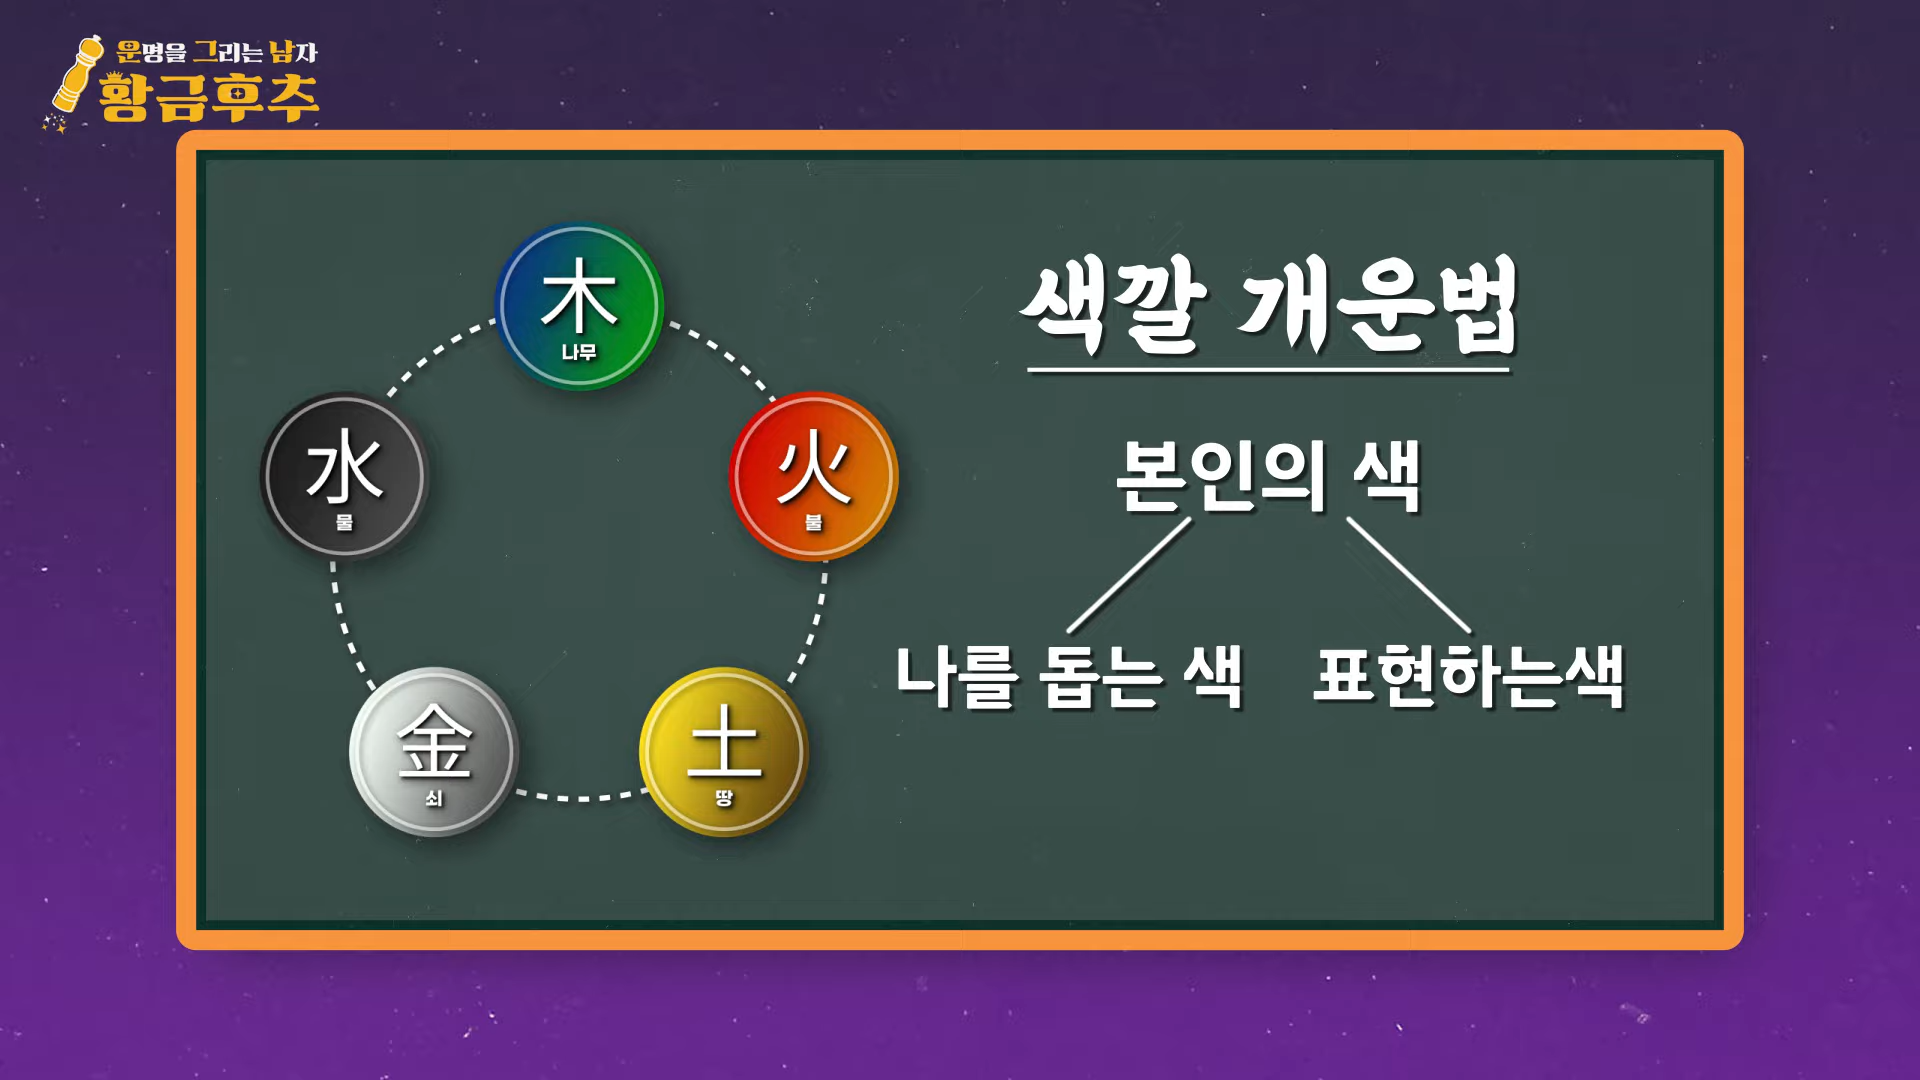 운명을 그리는 남자
황금후추
木
나무
水
물
火
불
金
쇠
土
땅
색깔 개운법
본인의 색
나를 돕는 색 표현하는색